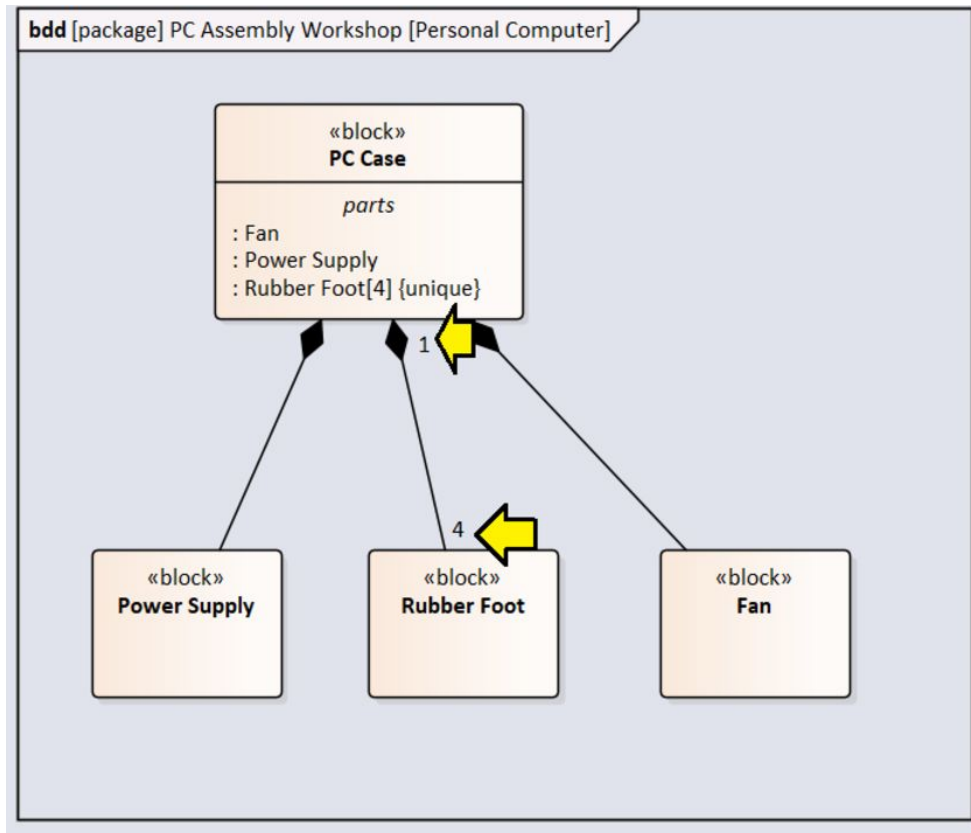 bdd [package] PC Assembly Workshop [Personal Computer]
«block»
PC Case
parts
: Fan
: Power Supply
: Rubber Foot[4] {unique}
1
4
«block»
Power Supply
«block»
Rubber Foot
«block»
Fan